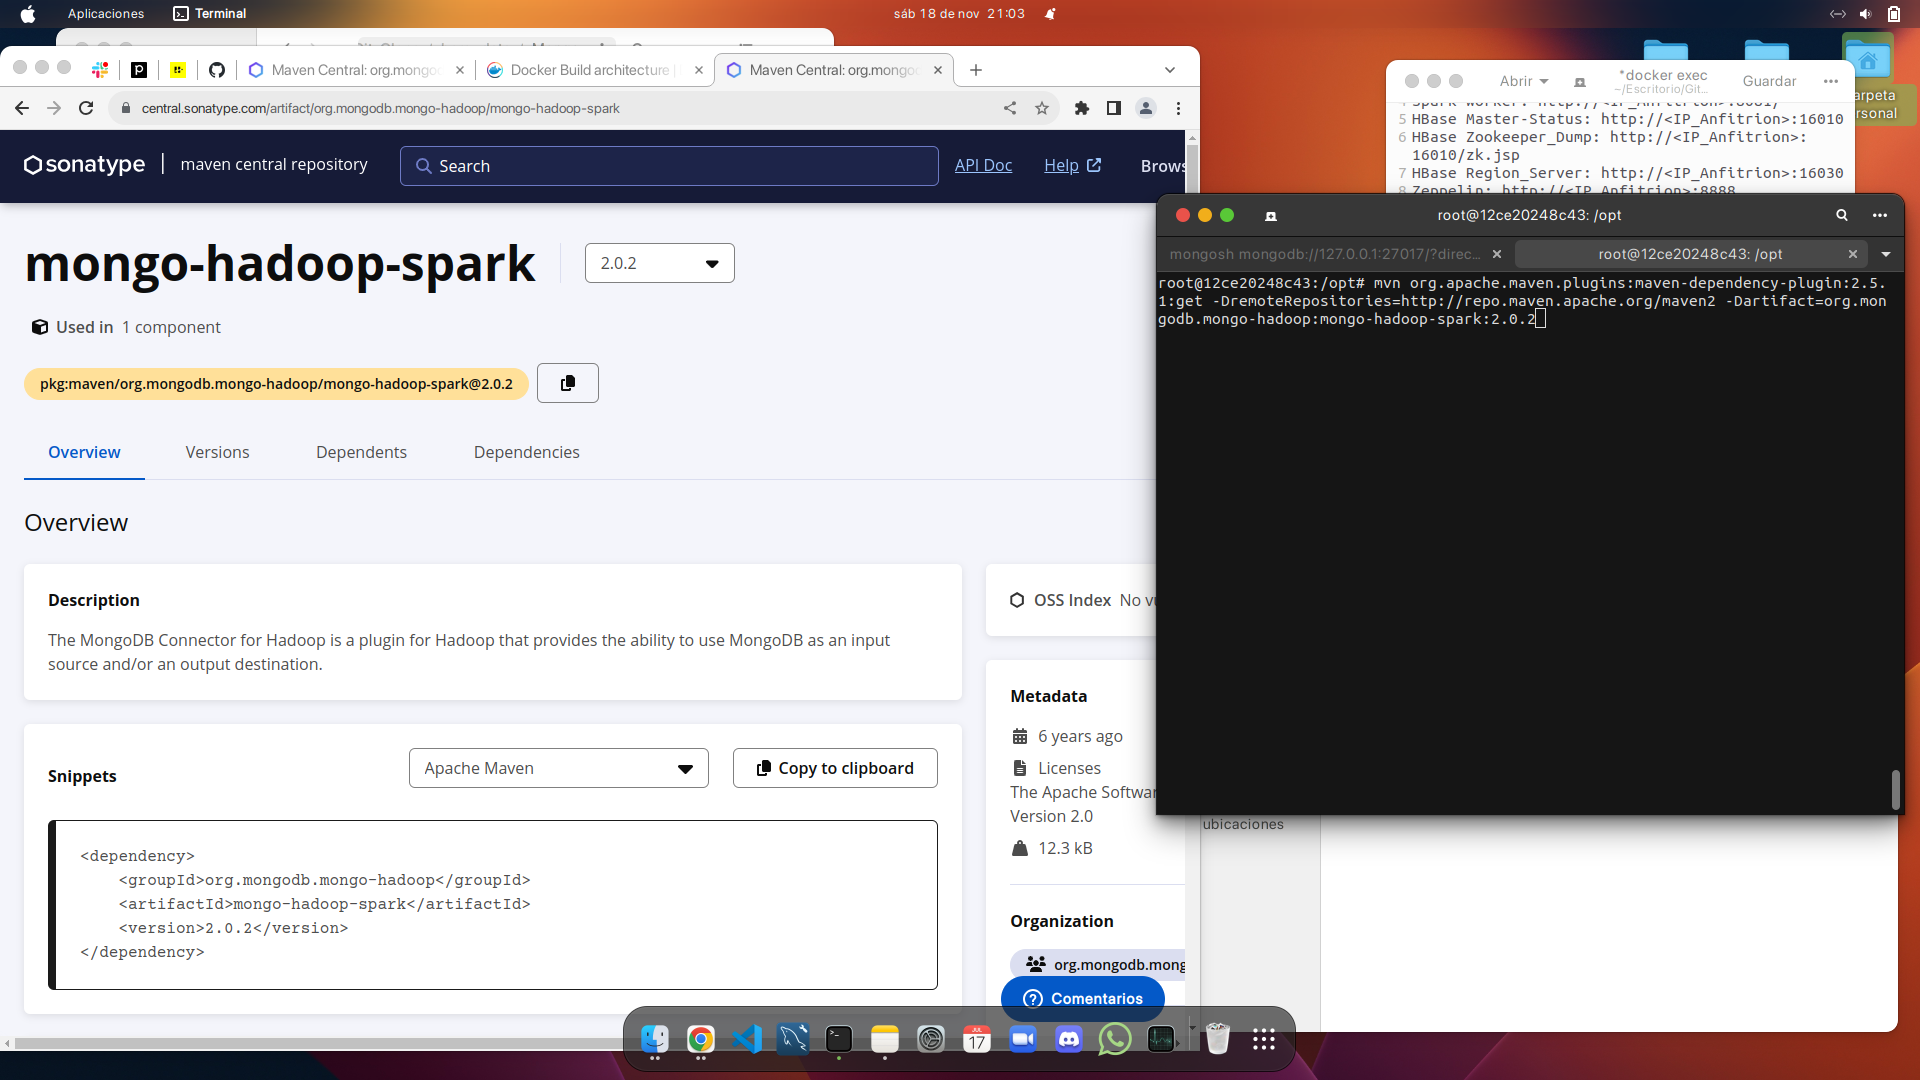 Aplicaciones
Terminal
sáb 18 de nov 21:03
Maven Central: org.mongo
Docker Build architecture |
Maven Central: org.mongo
central.sonatype.com/artifact/org.mongodb.mongo-hadoop/mongo-hadoop-spark
sonatype
maven central repository
Search
API Doc
Help
Brows
mongo-hadoop-spark
2.0.2
Used in 1 component
pkg:maven/org.mongodb.mongo-hadoop/mongo-hadoop-spark@2.0.2
Overview
Versions
Dependents
Dependencies
Overview
Description
The MongoDB Connector for Hadoop is a plugin for Hadoop that provides the ability to use MongoDB as an input
source and/or an output destination.
Snippets
Apache Maven
Copy to clipboard
<dependency>
<groupId>org.mongodb.mongo-hadoop</groupId>
<artifactId>mongo-hadoop-spark</artifactId>
<version>2.0.2</version>
</dependency>
OSS Index No vu
Metadata
6 years ago
Licenses
The Apache Softwar
Version 2.0
12.3 kB
Organization
org.mongodb.mong
Comentarios
Abrir
*docker exec
~/Escritorio/Git...
Guardar
4 Spark Worker: http://<IP_Anfitrion>:8081/
5 HBase Master-Status: http://<IP_Anfitrion>:16010
6 HBase Zookeeper_Dump: http://<IP_Anfitrion>:
16010/zk.jsp
7 HBase Region_Server: http://<IP_Anfitrion>:16030
8 Zeppelin: http://<IP_Anfitrion>:8888
arpeta
rsonal
root@12ce20248c43: /opt
mongosh mongodb://127.0.0.1:27017/?direc...
root@12ce20248c43: /opt
root@12ce20248c43:/opt# mvn org.apache.maven.plugins:maven-dependency-plugin:2.5.
1:get -DremoteRepositories=http://repo.maven.apache.org/maven2 -Dartifact=org.mon
godb.mongo-hadoop:mongo-hadoop-spark:2.0.2
ubicaciones
JUL
17